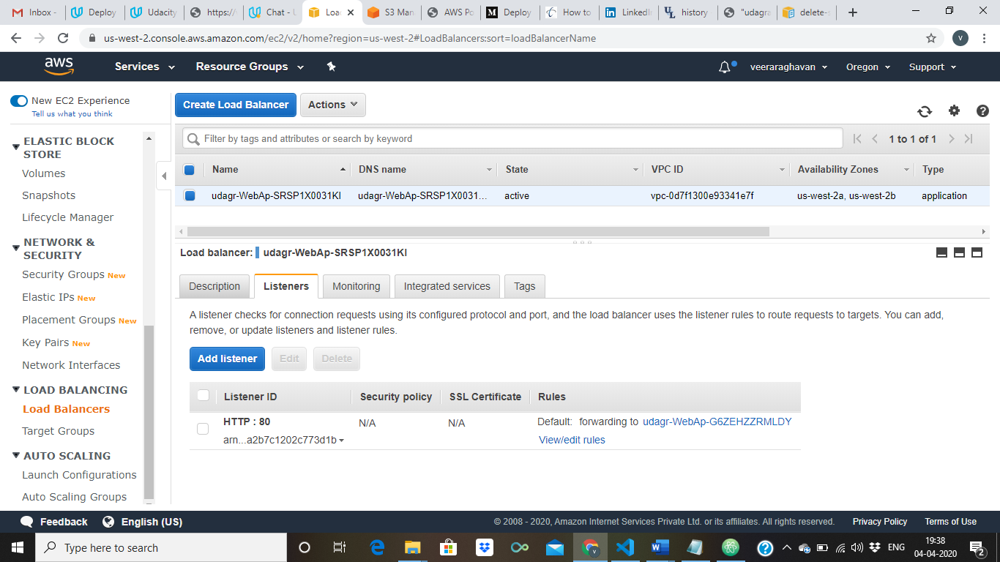 Inbox -
Deploy
Udacity
https://
Chat - U
Loa
S3 Man
AWS Po
Deploy
How to
LinkedIn
history
"udagra
delete-s
us-west-2.console.aws.amazon.com/ec2/v2/home?region=us-west-2#LoadBalancers:sort=loadBalancerName
V
aws
Services
Resource Groups
veeraraghavan
Oregon
Support
New EC2 Experience
Tell us what you think
ELASTIC BLOCK
STORE
Volumes
Snapshots
Lifecycle Manager
NETWORK &
SECURITY
Security Groups New
Elastic IPs New
Placement Groups New
Key Pairs New
Network Interfaces
LOAD BALANCING
Load Balancers
Target Groups
AUTO SCALING
Launch Configurations
Auto Scaling Groups
Create Load Balancer
Actions
Filter by tags and attributes or search by keyword
1 to 1 of 1
Name DNS name State VPC ID Availability Zones Type
udagr-WebAp-SRSP1X0031KI udagr-WebAp-SRSP1X0031... active vpc-0d7f1300e93341e7f us-west-2a, us-west-2b application
Load balancer: udagr-WebAp-SRSP1X0031KI
Description Listeners Monitoring Integrated services Tags
A listener checks for connection requests using its configured protocol and port, and the load balancer uses the listener rules to route requests to targets. You can add,
remove, or update listeners and listener rules.
Add listener Edit Delete
Listener ID Security policy SSL Certificate Rules
HTTP : 80 N/A N/A Default: forwarding to udagr-WebAp-G6ZEHZZRMLDY
arn...a2b7c1202c773d1b View/edit rules
Feedback English (US) © 2008 - 2020, Amazon Internet Services Private Ltd. or its affiliates. All rights reserved. Privacy Policy Terms of Use
Type here to search
ENG
19:38
04-04-2020
2